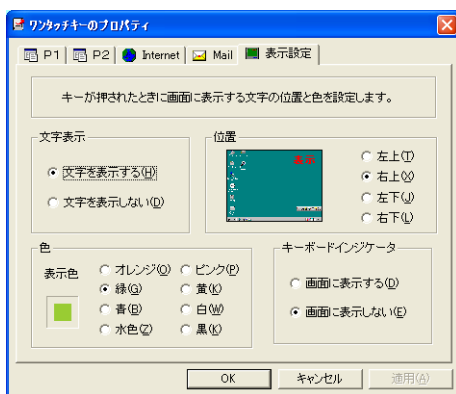 ワンタッチキーのプロパティ
P1 P2 Internet Mail 表示設定
キーが押されたときに画面に表示する文字の位置と色を設定します。
文字表示
文字を表示する(H)
文字を表示しない(D)
位置
表示
左上(T)
右上(X)
左下(J)
右下(L)
色
表示色
オレンジ(O) ピンク(P)
緑(G) 黄(K)
青(B) 白(W)
水色(Z) 黒(K)
キーボードインジケータ
画面に表示する(D)
画面に表示しない(E)
OK キャンセル 適用(A)